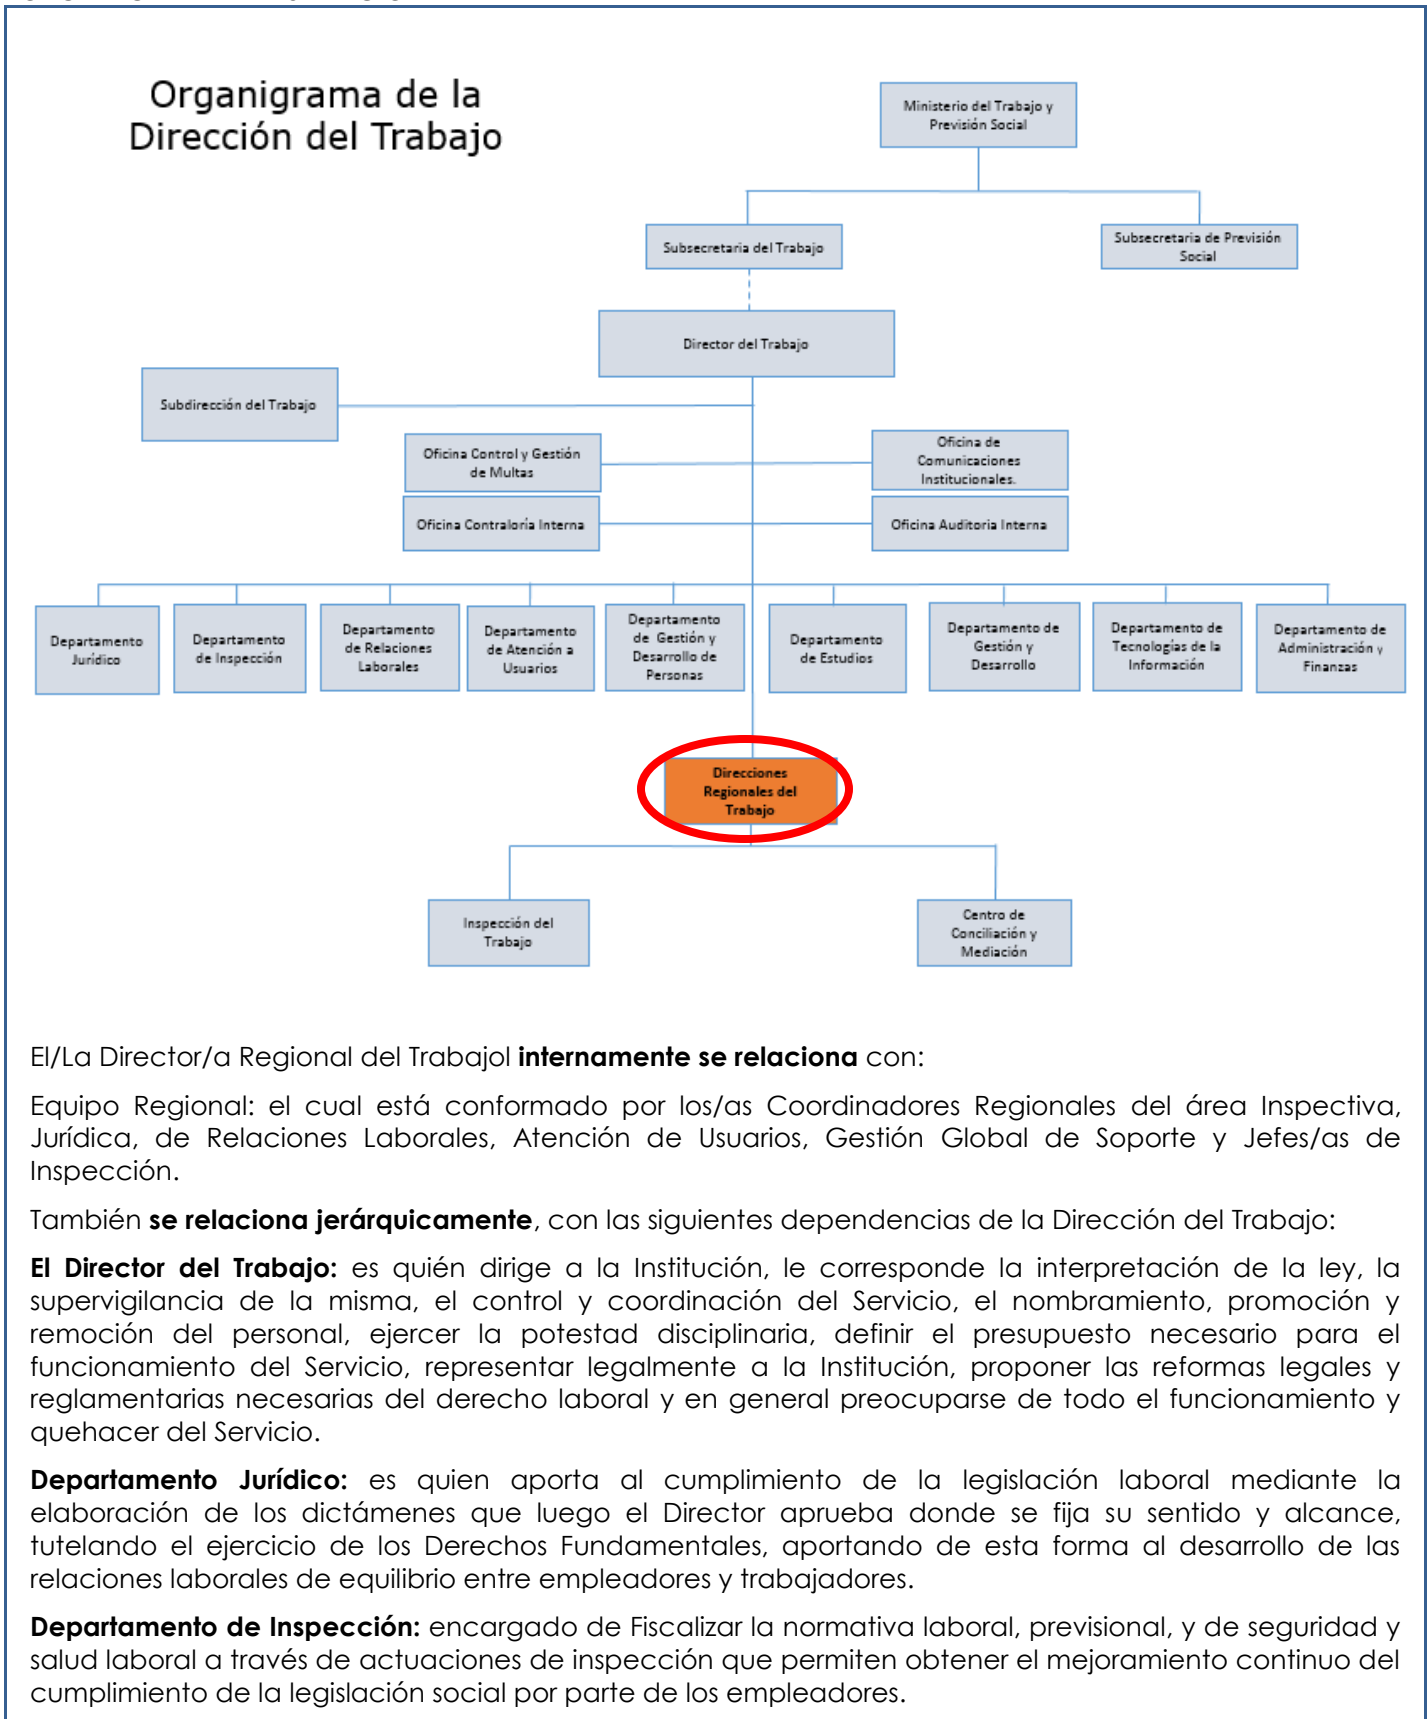 Organigrama de la
Dirección del Trabajo
Ministerio del Trabajo y
Previsión Social
Subsecretaria del Trabajo
Subsecretaria de Previsión
Social
Director del Trabajo
Subdirección del Trabajo
Oficina Control y Gestión
de Multas
Oficina de
Comunicaciones
Institucionales.
Oficina Contraloría Interna
Oficina Auditoria Interna
Departamento
Jurídico
Departamento
de Inspección
Departamento
de Relaciones
Laborales
Departamento
de Atención a
Usuarios
Departamento
de Gestión y
Desarrollo de
Personas
Departamento
de Estudios
Departamento de
Gestión y
Desarrollo
Departamento de
Tecnologías de la
Información
Departamento de
Administración y
Finanzas
Direcciones
Regionales del
Trabajo
Inspección del
Trabajo
Centro de
Conciliación y
Mediación
El/La Director/a Regional del Trabajol internamente se relaciona con:
Equipo Regional: el cual está conformado por los/as Coordinadores Regionales del área Inspectiva,
Jurídica, de Relaciones Laborales, Atención de Usuarios, Gestión Global de Soporte y Jefes/as de
Inspección.
También se relaciona jerárquicamente, con las siguientes dependencias de la Dirección del Trabajo:
El Director del Trabajo: es quién dirige a la Institución, le corresponde la interpretación de la ley, la
supervigilancia de la misma, el control y coordinación del Servicio, el nombramiento, promoción y
remoción del personal, ejercer la potestad disciplinaria, definir el presupuesto necesario para el
funcionamiento del Servicio, representar legalmente a la Institución, proponer las reformas legales y
reglamentarias necesarias del derecho laboral y en general preocuparse de todo el funcionamiento y
quehacer del Servicio.
Departamento Jurídico: es quien aporta al cumplimiento de la legislación laboral mediante la
elaboración de los dictámenes que luego el Director aprueba donde se fija su sentido y alcance,
tutelando el ejercicio de los Derechos Fundamentales, aportando de esta forma al desarrollo de las
relaciones laborales de equilibrio entre empleadores y trabajadores.
Departamento de Inspección: encargado de Fiscalizar la normativa laboral, previsional, y de seguridad y
salud laboral a través de actuaciones de inspección que permiten obtener el mejoramiento continuo del
cumplimiento de la legislación social por parte de los empleadores.